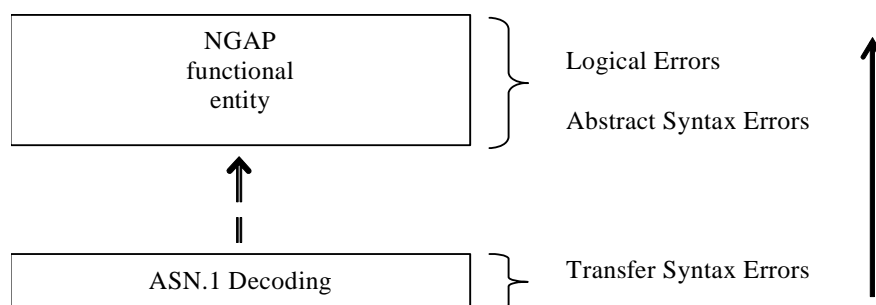 NGAP
functional
entity
Logical Errors
Abstract Syntax Errors
ASN.1 Decoding
Transfer Syntax Errors